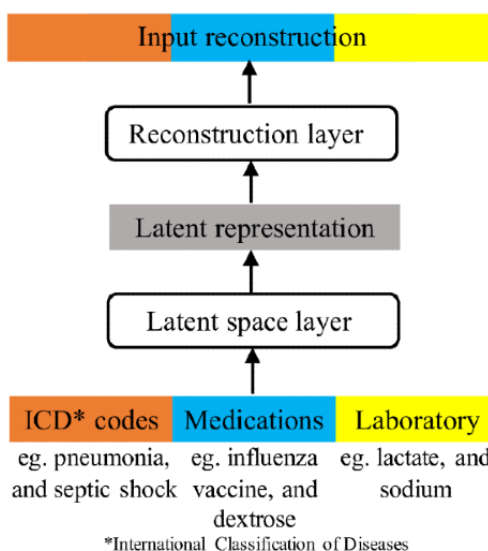 Input reconstruction
Reconstruction layer
Latent representation
Latent space layer
ICD* codes Medications Laboratory
eg. pneumonia, eg. influenza eg. lactate, and
and septic shock vaccine, and sodium
dextrose
*International Classification of Diseases